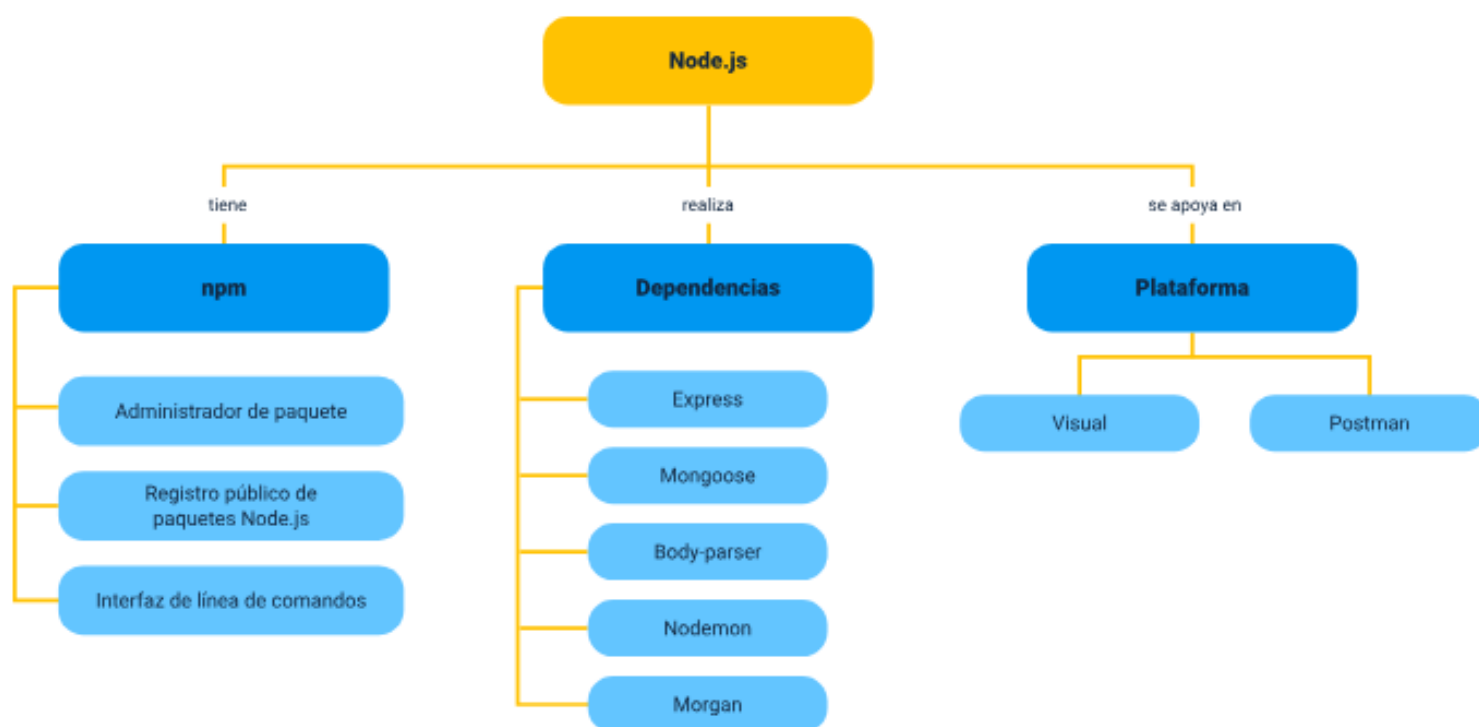 Node.js
tiene
realiza
se apoya en
npm
Dependencias
Plataforma
Administrador de paquete
Registro público de
paquetes Node.js
Interfaz de línea de comandos
Express
Mongoose
Body-parser
Nodemon
Morgan
Visual
Postman